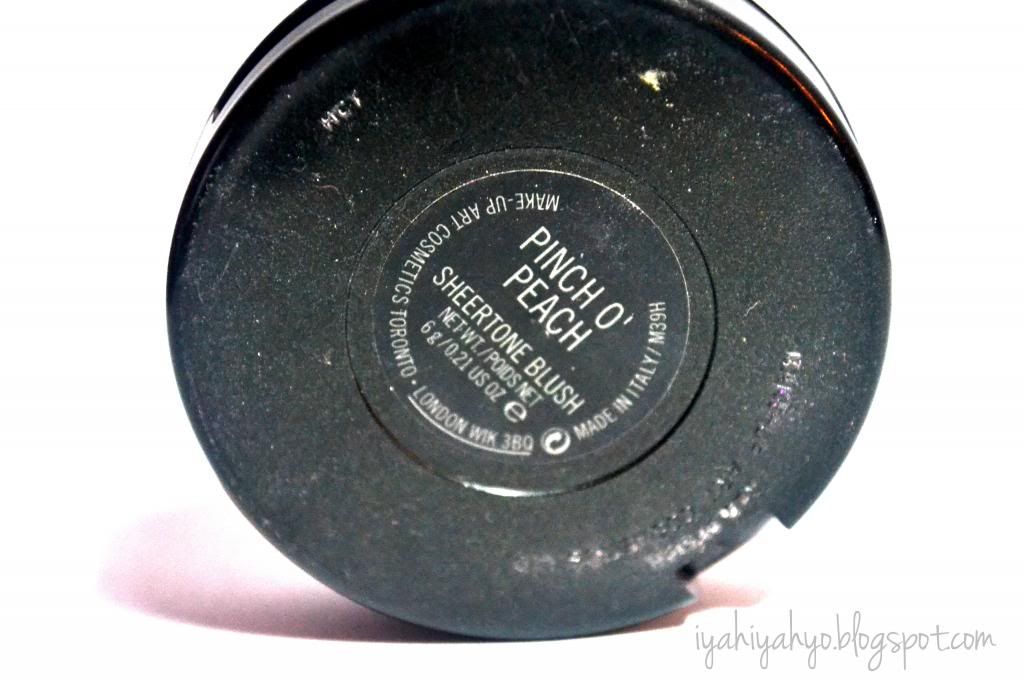 PINCH O'
PEACH
SHEERTONE BLUSH
NET WT./POIDS NET
6 g/0.21 US OZ e
MAKE-UP ART COSMETICS TORONTO · LONDON W1K 3BQ
MADE IN ITALY/M39H
iyahiyahyo.blogspot.com